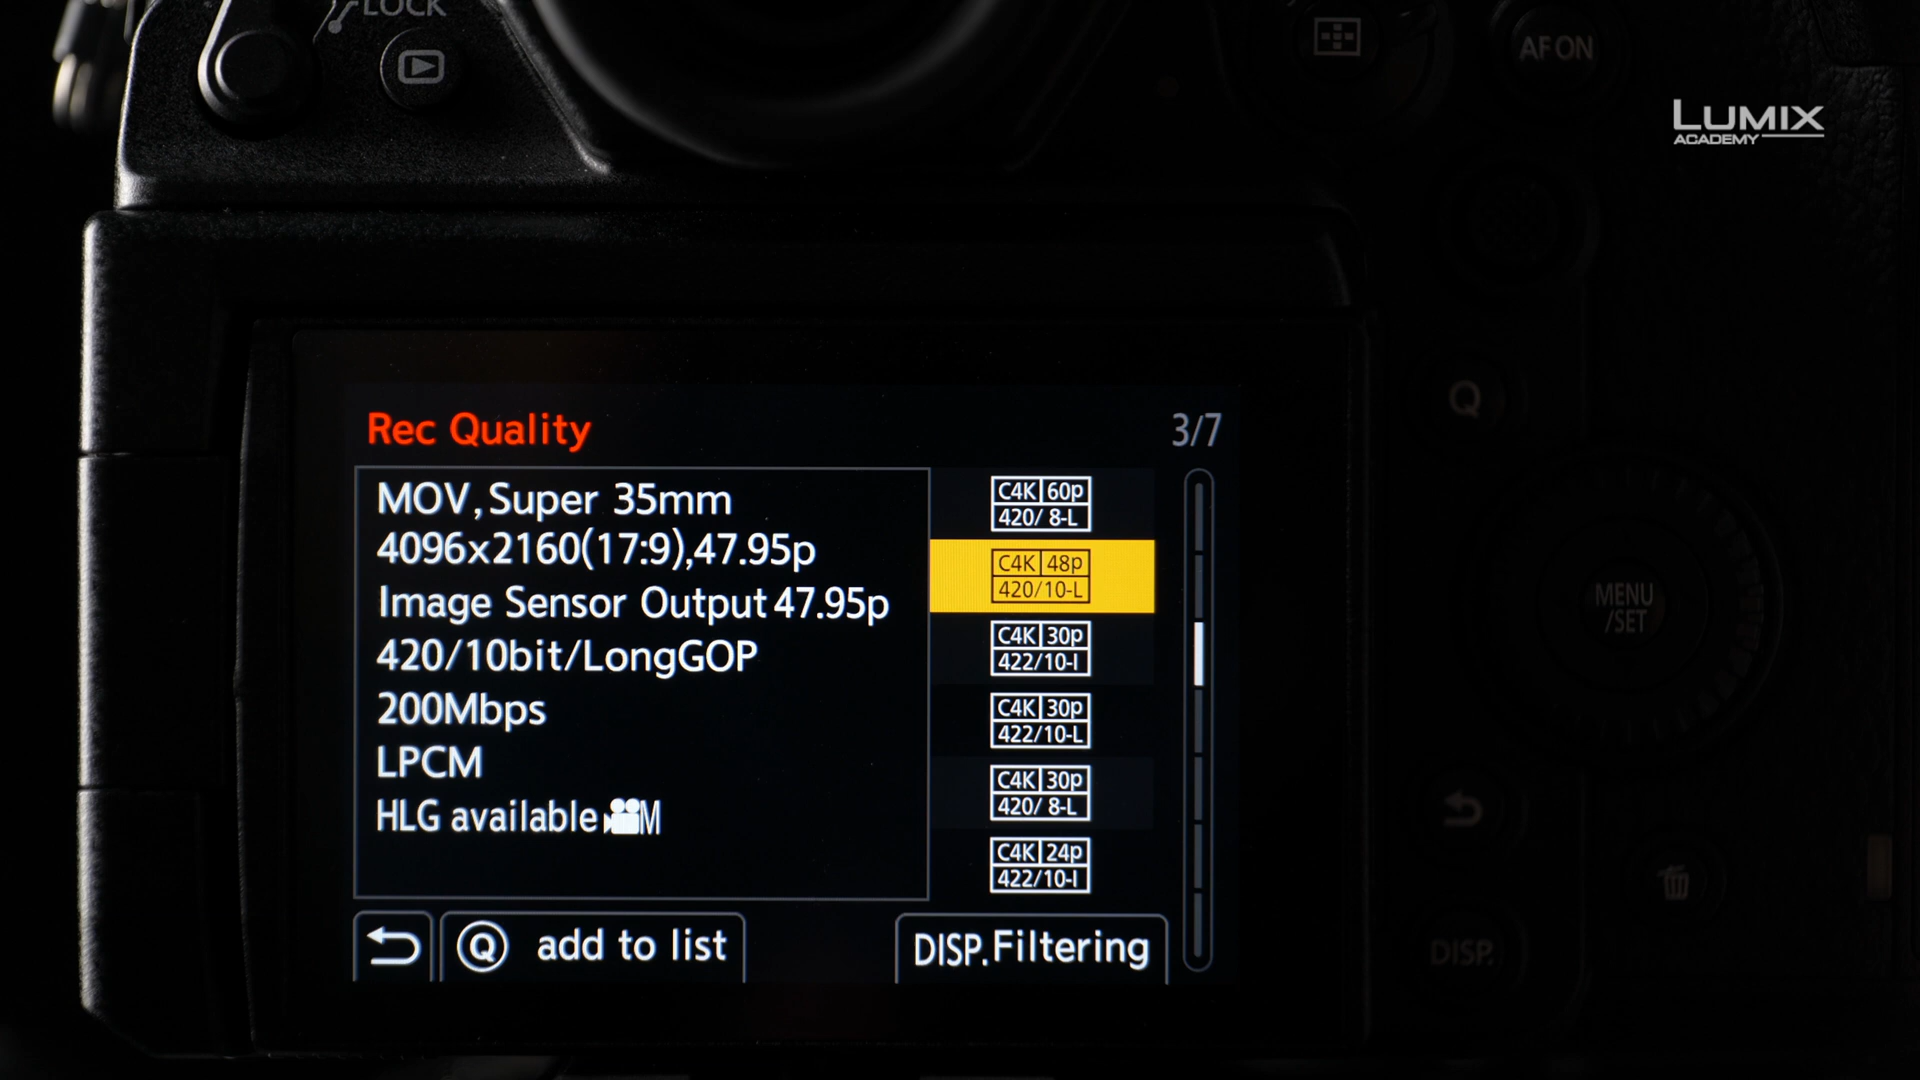 LOCK
AF ON
LUMIX
ACADEMY
Q
Rec Quality
3/7
MOV,Super 35mm
4096x2160(17:9),47.95p
Image Sensor Output 47.95p
420/10bit/LongGOP
200Mbps
LPCM
HLG available M
C4K 60p
420/ 8-L
C4K 48p
420/10-L
C4K 30p
422/10-I
C4K 30p
422/10-L
C4K 30p
420/ 8-L
C4K 24p
422/10-I
MENU
/SET
Q add to list
DISP.Filtering
DISP.